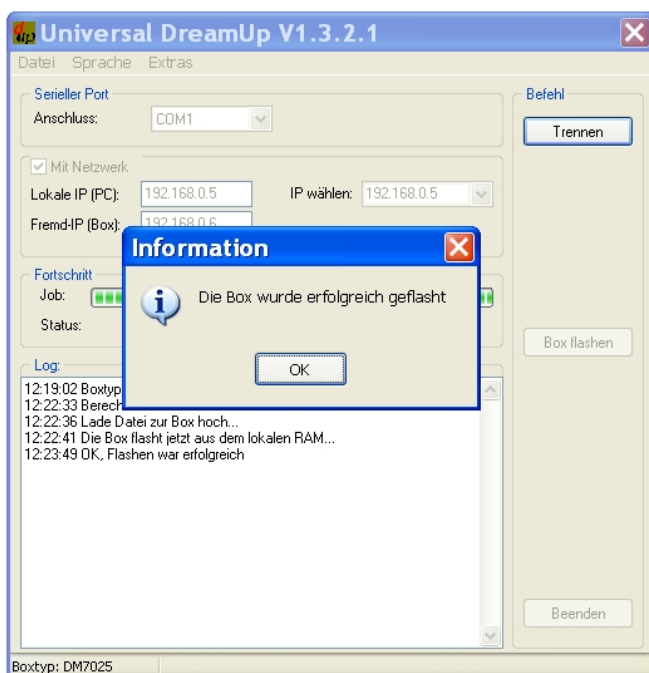 Universal DreamUp V1.3.2.1
Datei Sprache Extras
Serieller Port
Anschluss: COM1
Mit Netzwerk
Lokale IP (PC): 192.168.0.5 IP wählen: 192.168.0.5
Fremd-IP (Box): 192.168.0.6
Fortschritt
Job:
Status:
Befehl
Trennen
Box flashen
Beenden
Information
Die Box wurde erfolgreich geflasht
OK
Log:
12:19:02 Boxtyp
12:22:33 Berech
12:22:36 Lade Datei zur Box hoch...
12:22:41 Die Box flasht jetzt aus dem lokalen RAM...
12:23:49 OK, Flashen war erfolgreich
Boxtyp: DM7025